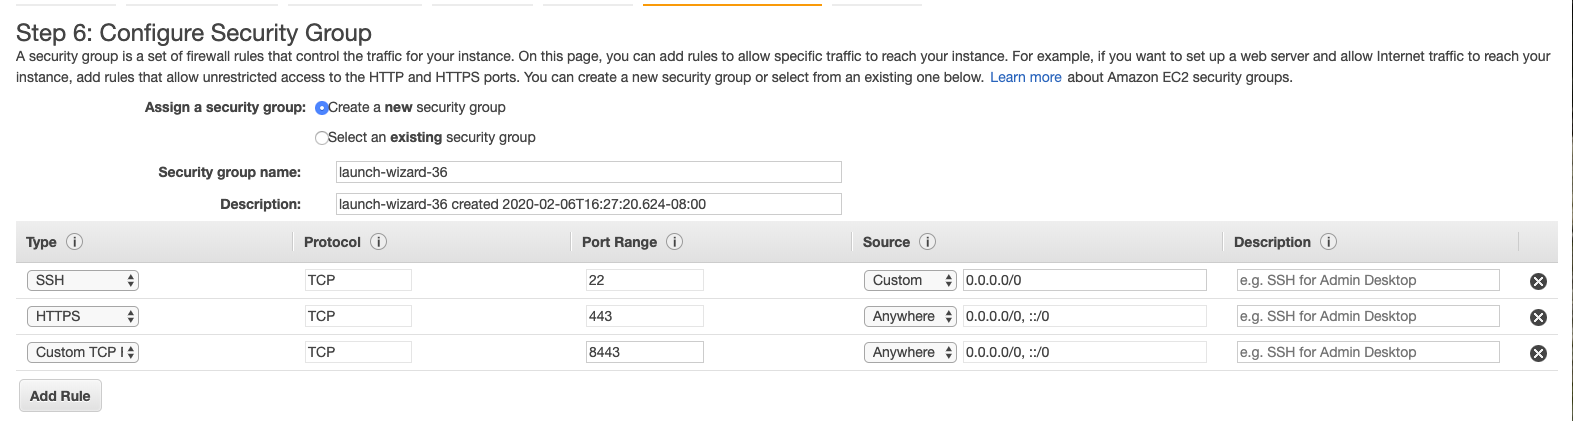 Step 6: Configure Security Group
A security group is a set of firewall rules that control the traffic for your instance. On this page, you can add rules to allow specific traffic to reach your instance. For example, if you want to set up a web server and allow Internet traffic to reach your
instance, add rules that allow unrestricted access to the HTTP and HTTPS ports. You can create a new security group or select from an existing one below. Learn more about Amazon EC2 security groups.
Assign a security group: Create a new security group
Select an existing security group
Security group name: launch-wizard-36
Description: launch-wizard-36 created 2020-02-06T16:27:20.624-08:00
Type i Protocol i Port Range i Source i Description i
SSH TCP 22 Custom 0.0.0.0/0 e.g. SSH for Admin Desktop
HTTPS TCP 443 Anywhere 0.0.0.0/0, ::/0 e.g. SSH for Admin Desktop
Custom TCP TCP 8443 Anywhere 0.0.0.0/0, ::/0 e.g. SSH for Admin Desktop
Add Rule